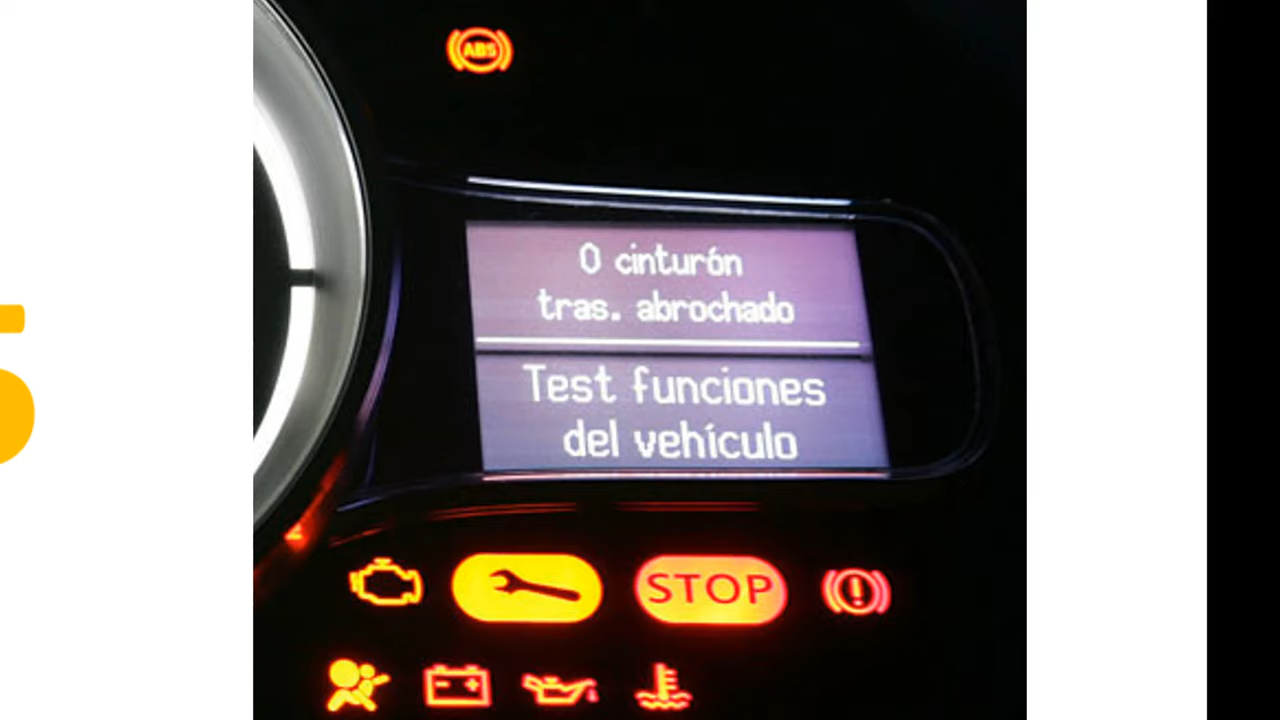 ABS
0 cinturón
tras. abrochado
Test funciones
del vehículo
STOP